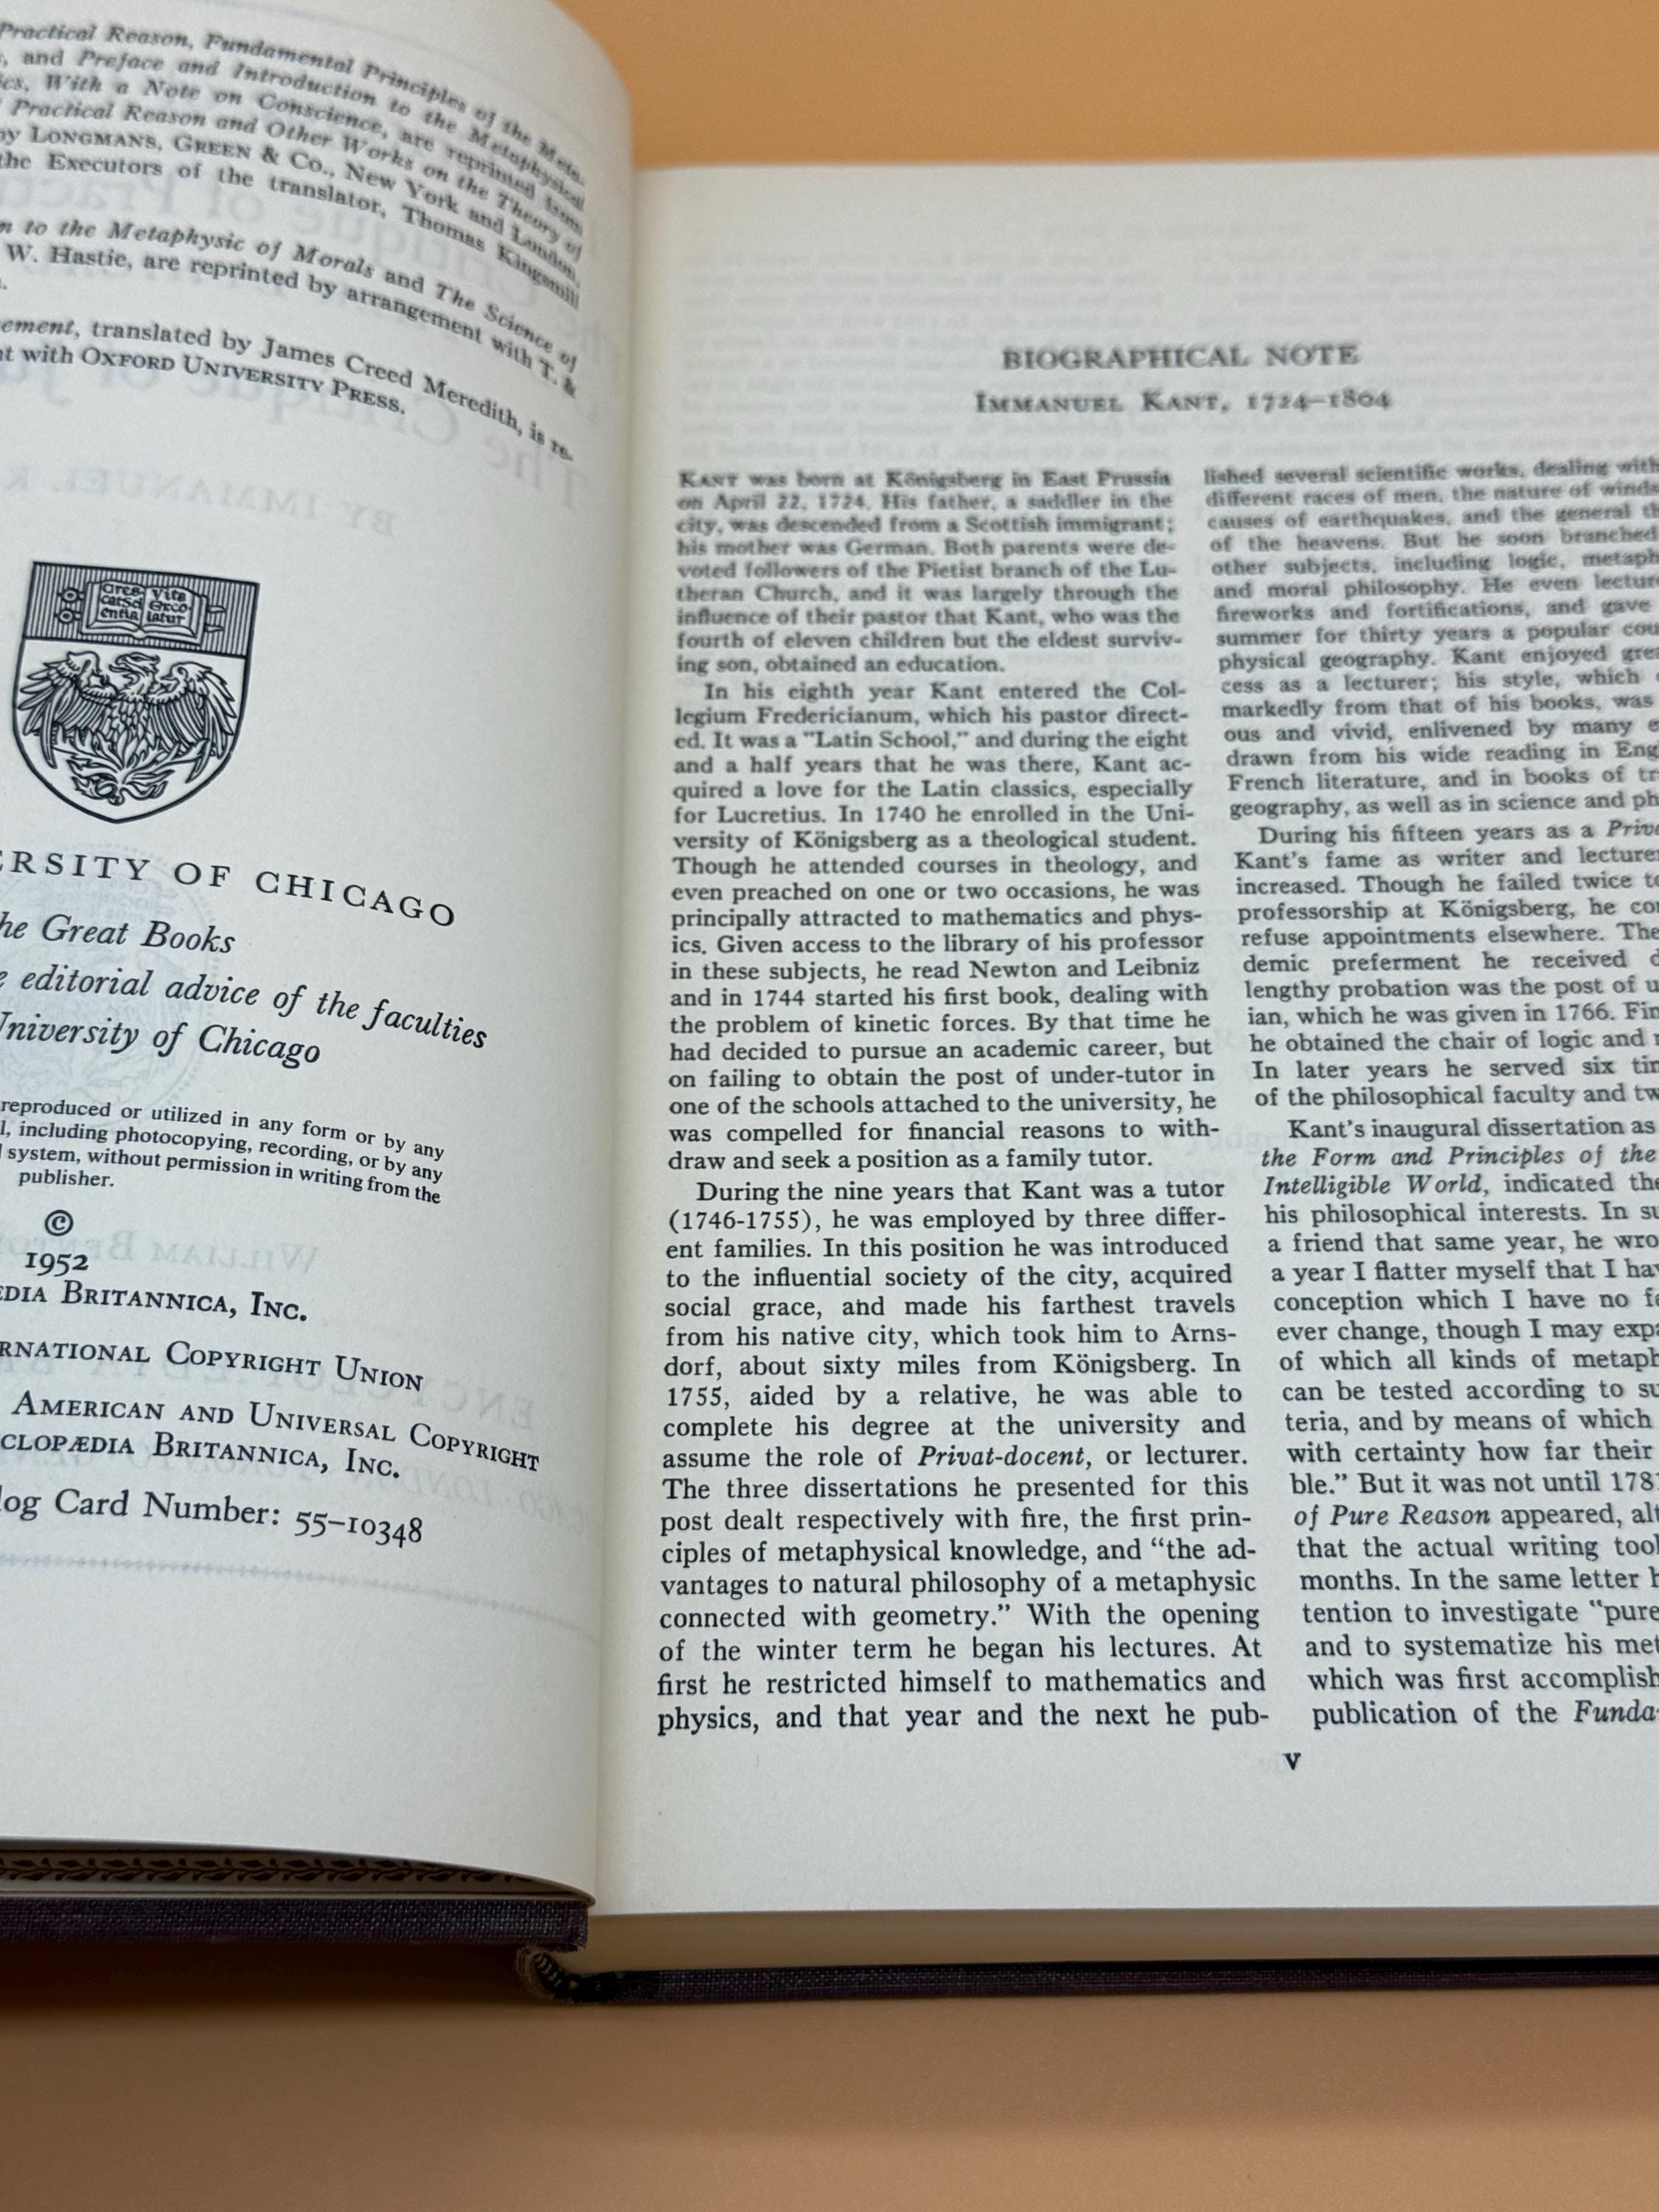 Practical Reason, Fundamental Principles of the Meta-
, and Preface and Introduction to the Metaphysical
ics, With a Note on Conscience, are reprinted from
Practical Reason and Other Works on the Theory of
by LONGMANS, GREEN & CO., New York and London,
the Executors of the translator, Thomas Kingsmill
n to the Metaphysic of Morals and The Science of
W. Hastie, are reprinted by arrangement with T. &
ement, translated by James Creed Meredith, is re-
nt with OXFORD UNIVERSITY PRESS.
Cres Vita
catSci Exco
entia latur
ERSITY OF CHICAGO
he Great Books
e editorial advice of the faculties
University of Chicago
reproduced or utilized in any form or by any
l, including photocopying, recording, or by any
system, without permission in writing from the
publisher.
©
1952
EDIA BRITANNICA, INC.
RNATIONAL COPYRIGHT UNION
AMERICAN AND UNIVERSAL COPYRIGHT
CLOPÆDIA BRITANNICA, INC.
log Card Number: 55–10348
BIOGRAPHICAL NOTE
IMMANUEL KANT, 1724–1804
KANT was born at Königsberg in East Prussia
on April 22, 1724. His father, a saddler in the
city, was descended from a Scottish immigrant;
his mother was German. Both parents were de-
voted followers of the Pietist branch of the Lu-
theran Church, and it was largely through the
influence of their pastor that Kant, who was the
fourth of eleven children but the eldest surviv-
ing son, obtained an education.
In his eighth year Kant entered the Col-
legium Fredericianum, which his pastor direct-
ed. It was a "Latin School," and during the eight
and a half years that he was there, Kant ac-
quired a love for the Latin classics, especially
for Lucretius. In 1740 he enrolled in the Uni-
versity of Königsberg as a theological student.
Though he attended courses in theology, and
even preached on one or two occasions, he was
principally attracted to mathematics and phys-
ics. Given access to the library of his professor
in these subjects, he read Newton and Leibniz
and in 1744 started his first book, dealing with
the problem of kinetic forces. By that time he
had decided to pursue an academic career, but
on failing to obtain the post of under-tutor in
one of the schools attached to the university, he
was compelled for financial reasons to with-
draw and seek a position as a family tutor.
During the nine years that Kant was a tutor
(1746-1755), he was employed by three differ-
ent families. In this position he was introduced
to the influential society of the city, acquired
social grace, and made his farthest travels
from his native city, which took him to Arns-
dorf, about sixty miles from Königsberg. In
1755, aided by a relative, he was able to
complete his degree at the university and
assume the role of Privat-docent, or lecturer.
The three dissertations he presented for this
post dealt respectively with fire, the first prin-
ciples of metaphysical knowledge, and "the ad-
vantages to natural philosophy of a metaphysic
connected with geometry." With the opening
of the winter term he began his lectures. At
first he restricted himself to mathematics and
physics, and that year and the next he pub-
lished several scientific works, dealing with
different races of men, the nature of winds
causes of earthquakes, and the general th
of the heavens. But he soon branched
other subjects, including logic, metaph
and moral philosophy. He even lectur
fireworks and fortifications, and gave
summer for thirty years a popular cou
physical geography. Kant enjoyed gre
cess as a lecturer; his style, which
markedly from that of his books, was
ous and vivid, enlivened by many e
drawn from his wide reading in Eng
French literature, and in books of tr
geography, as well as in science and ph
During his fifteen years as a Priv
Kant's fame as writer and lecturer
increased. Though he failed twice to
professorship at Königsberg, he co
refuse appointments elsewhere. The
demic preferment he received d
lengthy probation was the post of u
ian, which he was given in 1766. Fin
he obtained the chair of logic and
In later years he served six tim
of the philosophical faculty and tw
Kant's inaugural dissertation as
the Form and Principles of the
Intelligible World, indicated the
his philosophical interests. In su
a friend that same year, he wro
a year I flatter myself that I hav
conception which I have no fe
ever change, though I may expa
of which all kinds of metaph
can be tested according to su
teria, and by means of which
with certainty how far their
ble." But it was not until 1781
of Pure Reason appeared, alt
that the actual writing took
months. In the same letter h
tention to investigate "pure
and to systematize his met
which was first accomplish
publication of the Funda-
v